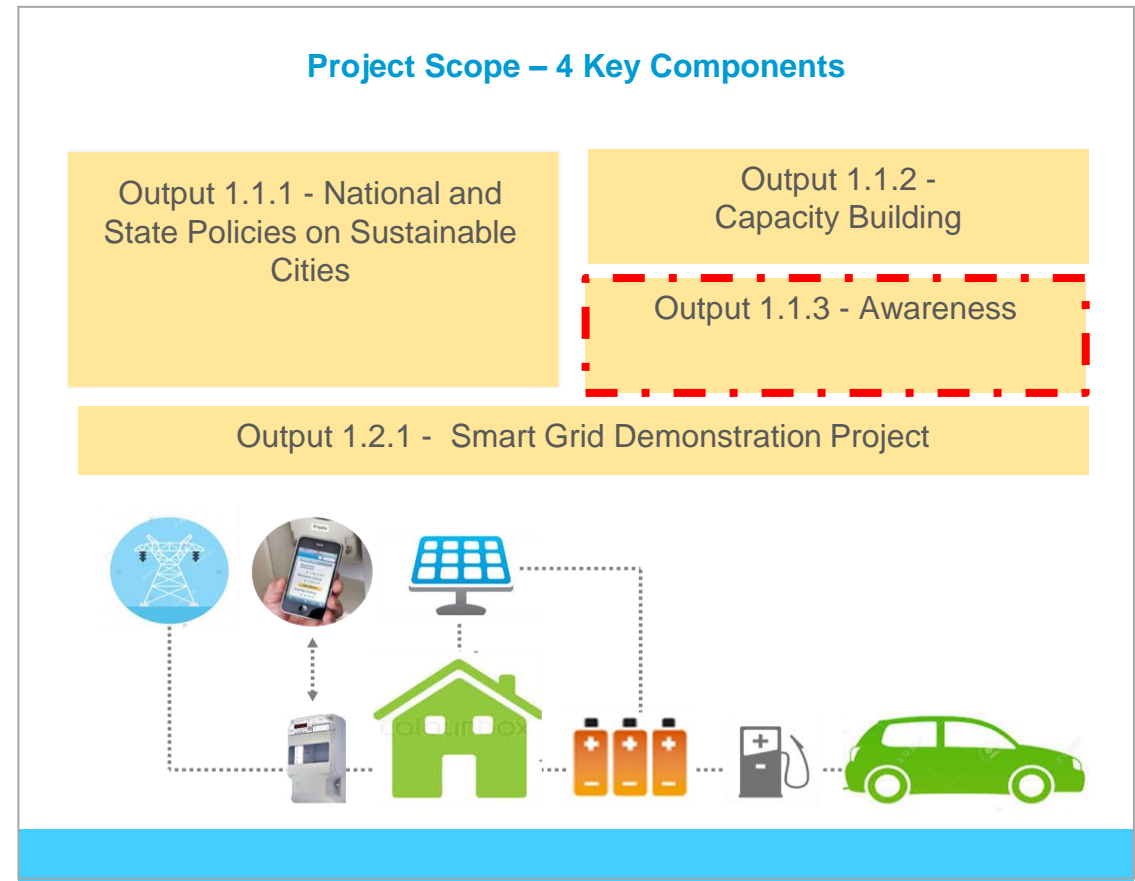 Project Scope – 4 Key Components
Output 1.1.1 - National and
State Policies on Sustainable
Cities
Output 1.1.2 -
Capacity Building
Output 1.1.3 - Awareness
Output 1.2.1 - Smart Grid Demonstration Project
colourbox